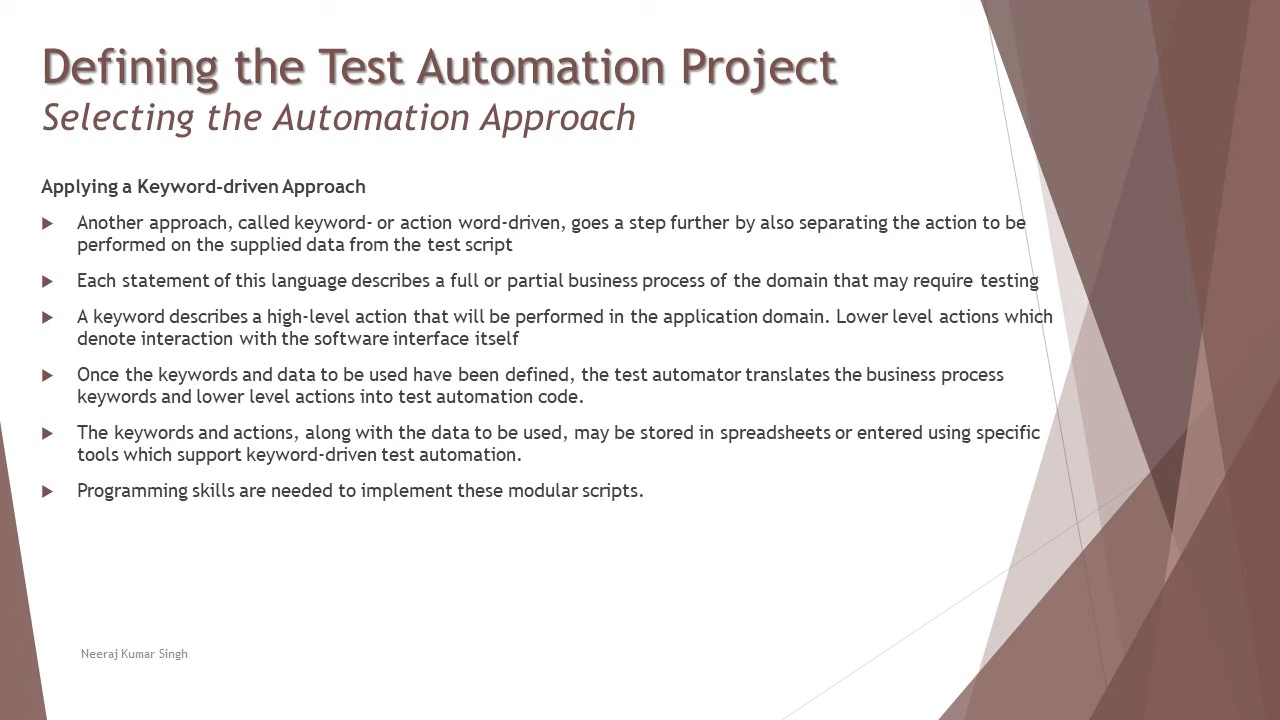 Defining the Test Automation Project
Selecting the Automation Approach
Applying a Keyword-driven Approach
Another approach, called keyword- or action word-driven, goes a step further by also separating the action to be
performed on the supplied data from the test script
Each statement of this language describes a full or partial business process of the domain that may require testing
A keyword describes a high-level action that will be performed in the application domain. Lower level actions which
denote interaction with the software interface itself
Once the keywords and data to be used have been defined, the test automator translates the business process
keywords and lower level actions into test automation code.
The keywords and actions, along with the data to be used, may be stored in spreadsheets or entered using specific
tools which support keyword-driven test automation.
Programming skills are needed to implement these modular scripts.
Neeraj Kumar Singh